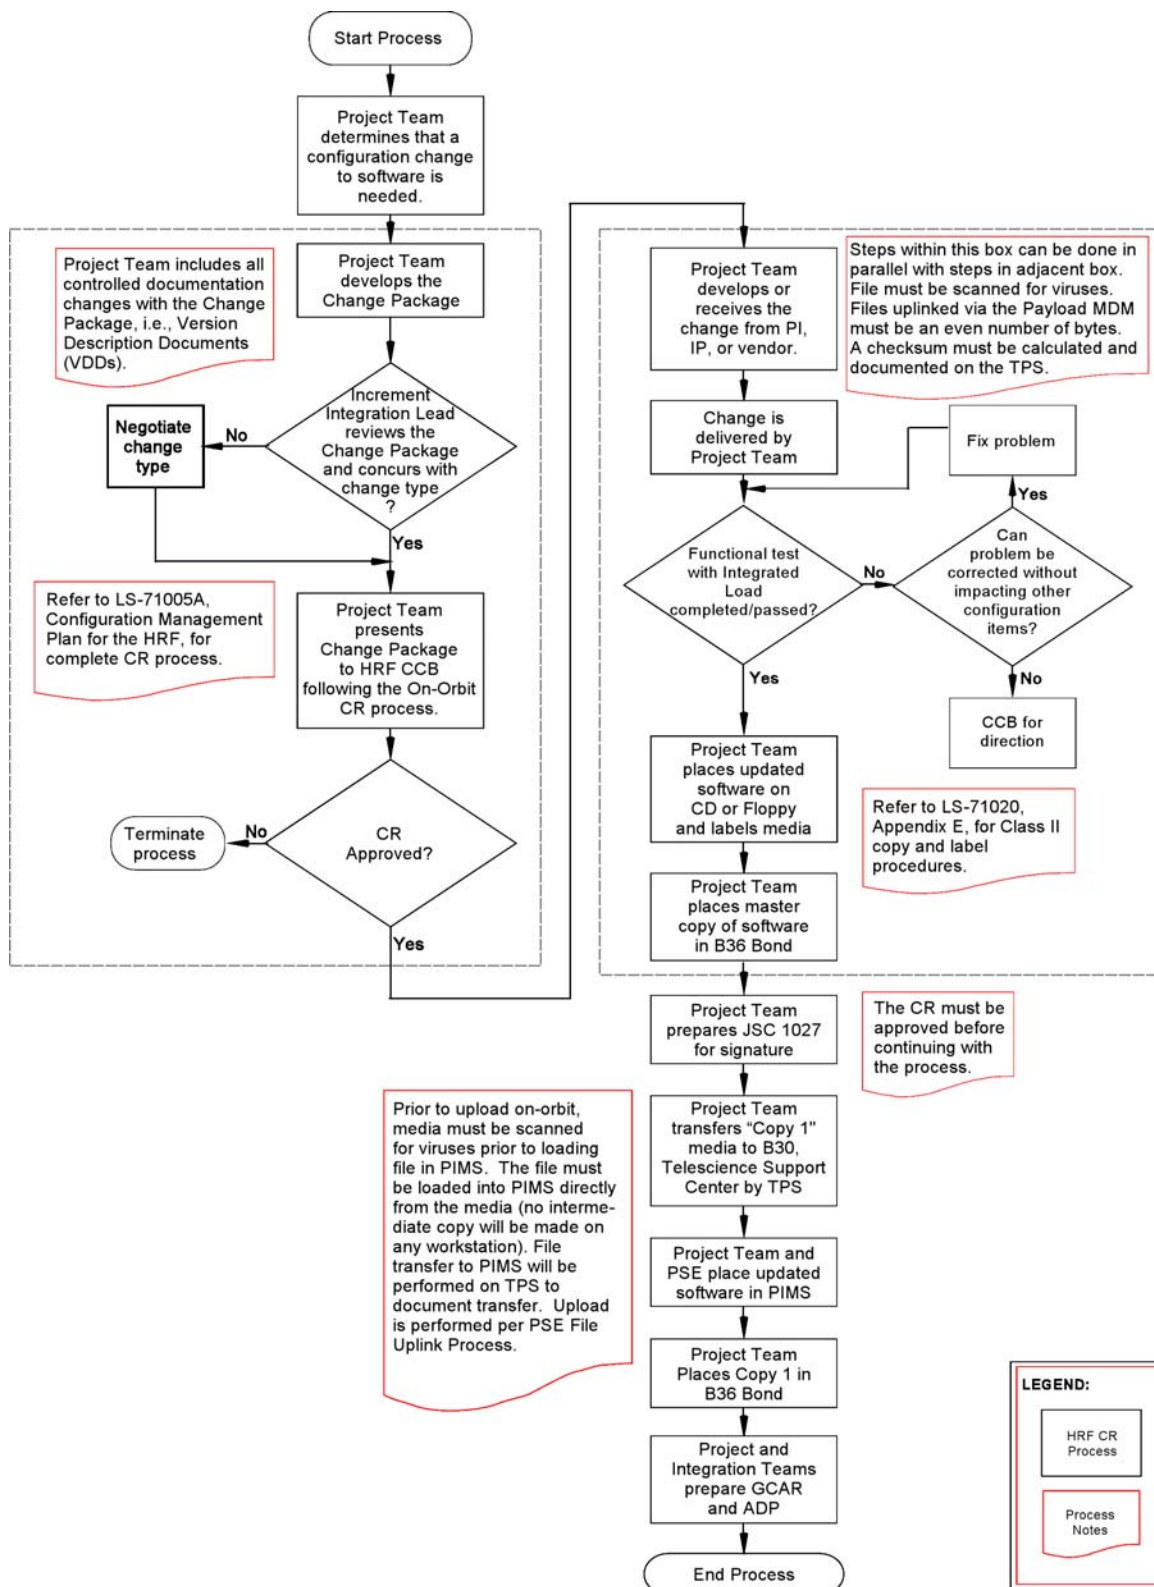 Start Process
Project Team
determines that a
configuration change
to software is
needed.
Project Team includes all
controlled documentation
changes with the Change
Package, i.e., Version
Description Documents
(VDDs).
Project Team
develops the
Change Package
Increment
Integration Lead
reviews the
Change Package
and concurs with
change type
?
No
Negotiate
change
type
Yes
Refer to LS-71005A,
Configuration Management
Plan for the HRF, for
complete CR process.
Project Team
presents
Change Package
to HRF CCB
following the On-Orbit
CR process.
CR
Approved?
No
Terminate
process
Yes
Project Team
develops or
receives the
change from PI,
IP, or vendor.
Steps within this box can be done in
parallel with steps in adjacent box.
File must be scanned for viruses.
Files uplinked via the Payload MDM
must be an even number of bytes.
A checksum must be calculated and
documented on the TPS.
Change is
delivered by
Project Team
Fix problem
Yes
Functional test
with Integrated
Load
completed/passed?
No
Can
problem be
corrected without
impacting other
configuration
items?
No
CCB for
direction
Yes
Project Team
places updated
software on
CD or Floppy
and labels media
Refer to LS-71020,
Appendix E, for Class II
copy and label
procedures.
Project Team
places master
copy of software
in B36 Bond
Project Team
prepares JSC 1027
for signature
The CR must be
approved before
continuing with
the process.
Prior to upload on-orbit,
media must be scanned
for viruses prior to loading
file in PIMS. The file must
be loaded into PIMS directly
from the media (no interme-
diate copy will be made on
any workstation). File
transfer to PIMS will be
performed on TPS to
document transfer. Upload
is performed per PSE File
Uplink Process.
Project Team
transfers “Copy 1"
media to B30,
Telescience Support
Center by TPS
Project Team and
PSE place updated
software in PIMS
Project Team
Places Copy 1 in
B36 Bond
Project and
Integration Teams
prepare GCAR
and ADP
End Process
LEGEND:
HRF CR
Process
Process
Notes